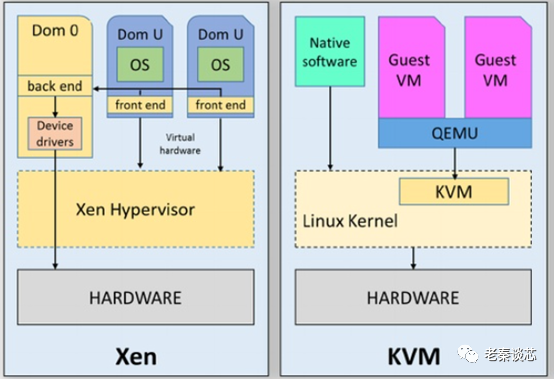 Dom 0
Dom U
Dom U
OS
OS
back end
front end
front end
Device
drivers
Virtual
hardware
Xen Hypervisor
HARDWARE
Xen
Native
software
Guest
VM
Guest
VM
QEMU
KVM
Linux Kernel
HARDWARE
KVM
老秦谈芯